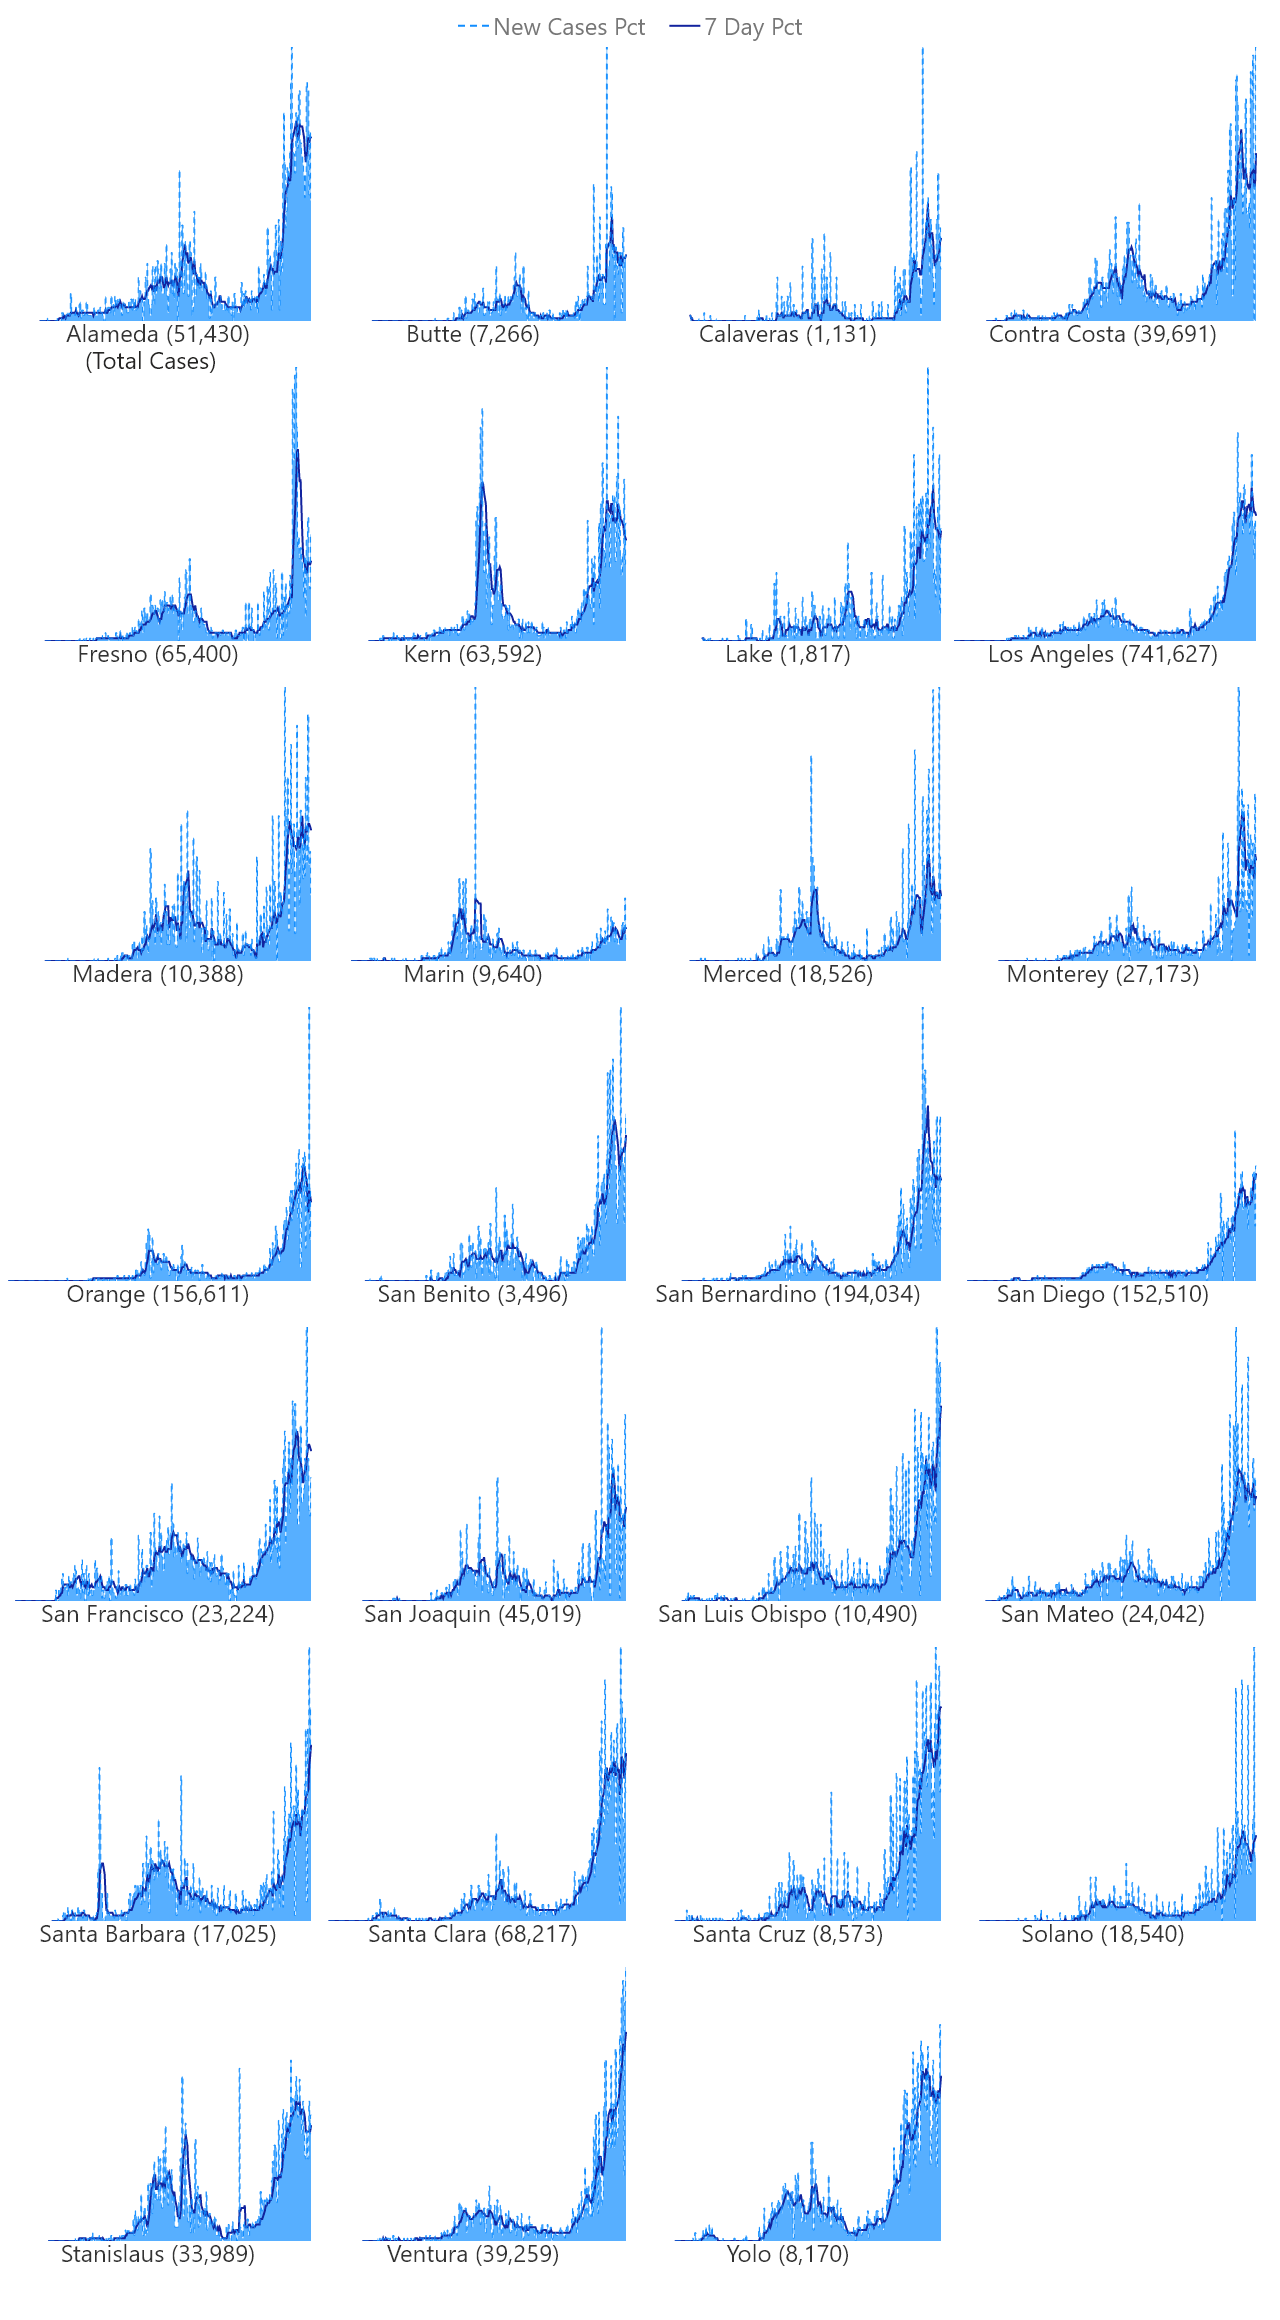 New Cases Pct 7 Day Pct
Alameda (51,430) Butte (7,266) Calaveras (1,131) Contra Costa (39,691)
(Total Cases)
Fresno (65,400) Kern (63,592) Lake (1,817) Los Angeles (741,627)
Madera (10,388) Marin (9,640) Merced (18,526) Monterey (27,173)
Orange (156,611) San Benito (3,496) San Bernardino (194,034) San Diego (152,510)
San Francisco (23,224) San Joaquin (45,019) San Luis Obispo (10,490) San Mateo (24,042)
Santa Barbara (17,025) Santa Clara (68,217) Santa Cruz (8,573) Solano (18,540)
Stanislaus (33,989) Ventura (39,259) Yolo (8,170)